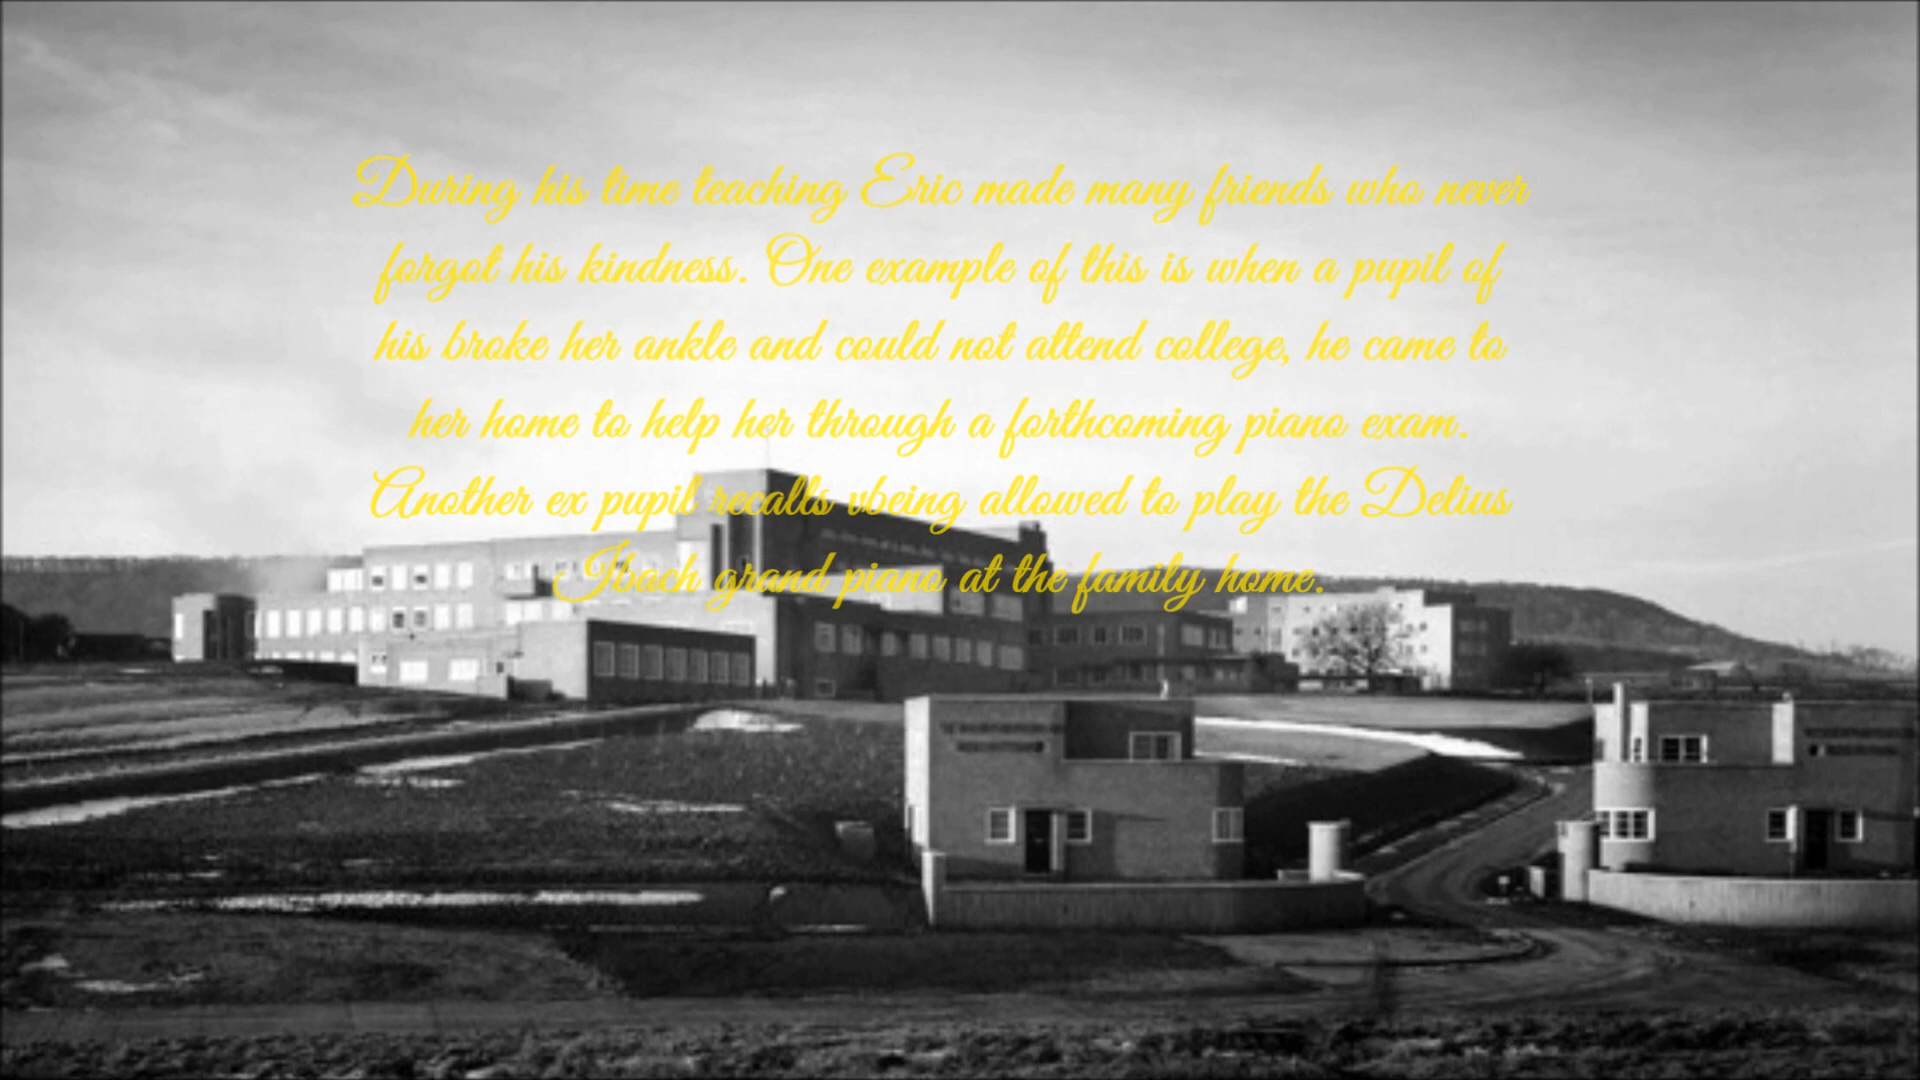 During his time teaching Eric made many friends who never
forgot his kindness. One example of this is when a pupil of
his broke her ankle and could not attend college, he came to
her home to help her through a forthcoming piano exam.
Another ex pupil recalls vbeing allowed to play the Delius
Ibach grand piano at the family home.